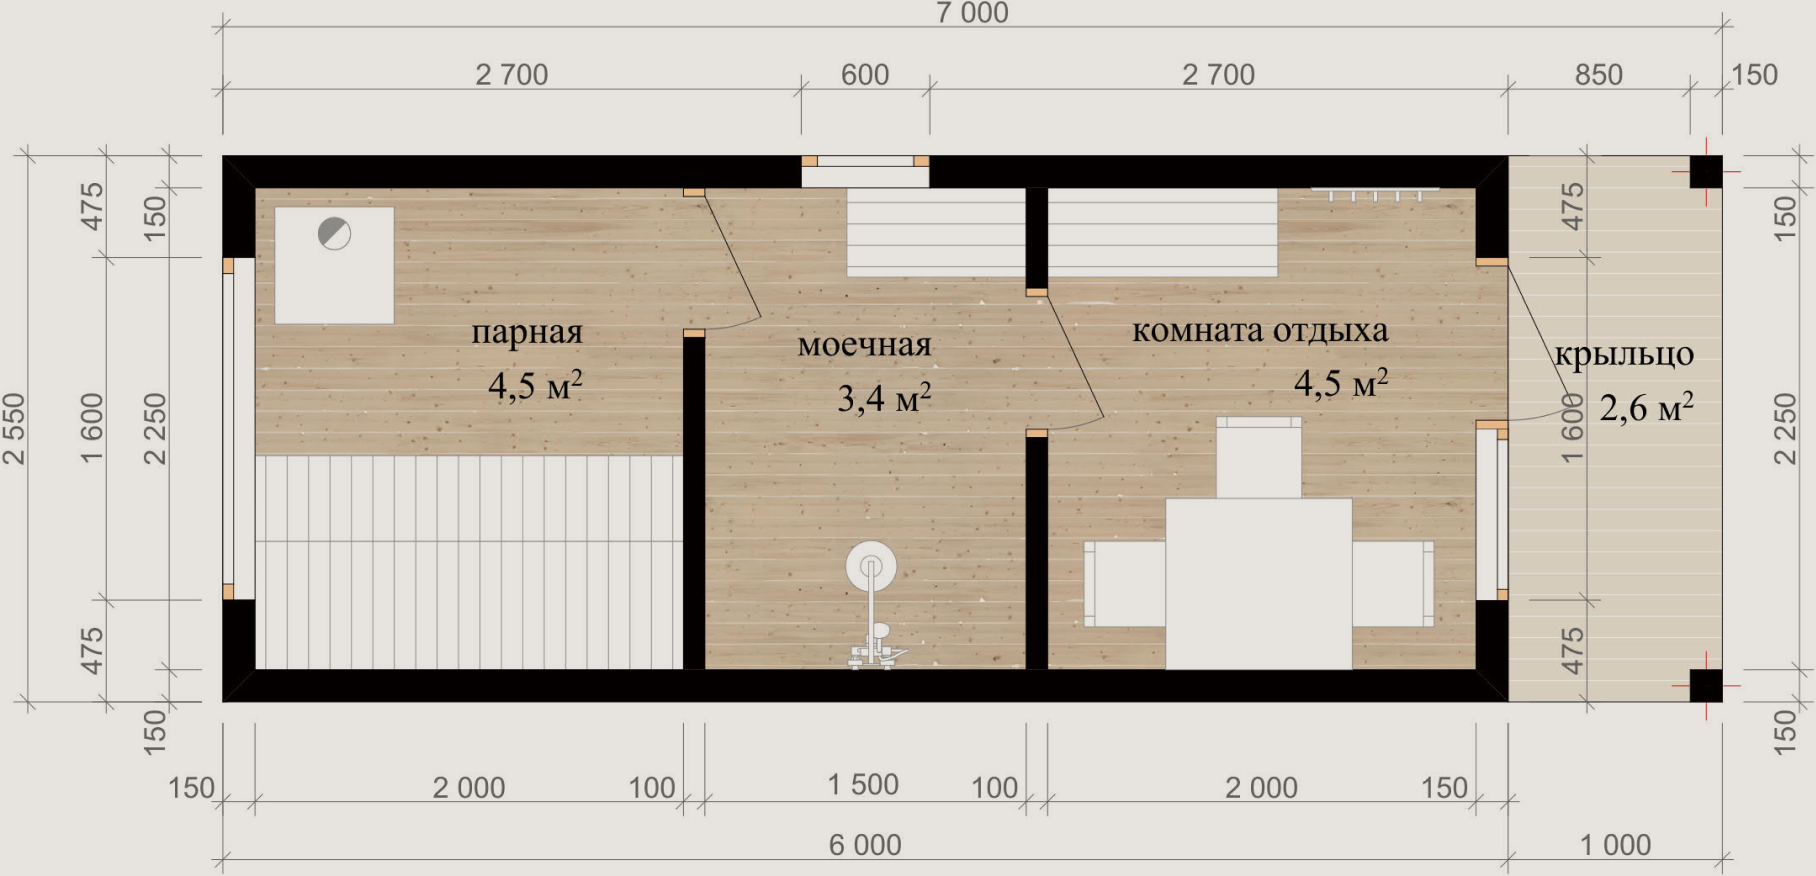 7 000
2 700 600 2 700 850 150
475 150 475 150
парная
4,5 м²
моечная
3,4 м²
комната отдыха
4,5 м²
крыльцо
2,6 м²
2 550 1 600 2 250 1 600 2 250
475 150 475 150
150 2 000 100 1 500 100 2 000 150
6 000 1 000